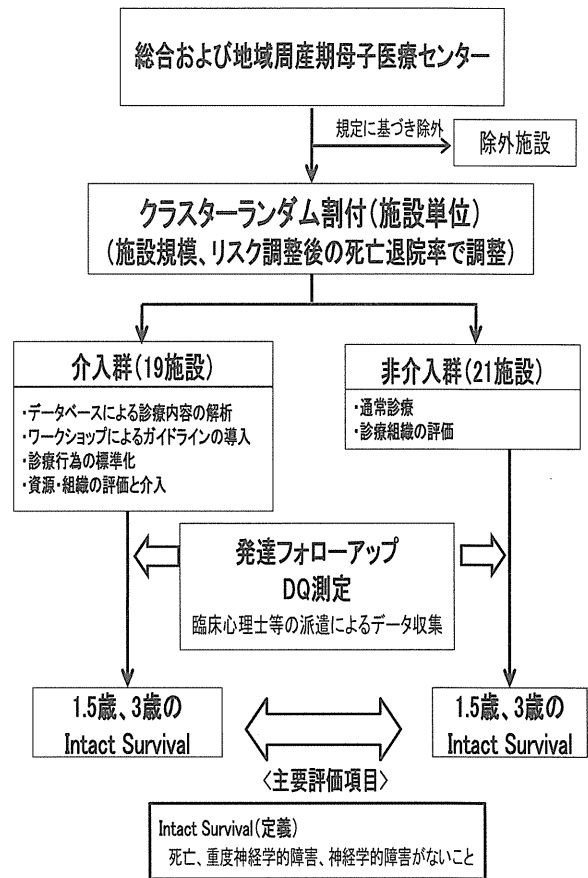 総合および地域周産期母子医療センター
規定に基づき除外
除外施設
クラスターランダム割付(施設単位)
(施設規模、リスク調整後の死亡退院率で調整)
介入群(19施設)
・データベースによる診療内容の解析
・ワークショップによるガイドラインの導入
・診療行為の標準化
・資源・組織の評価と介入
非介入群(21施設)
・通常診療
・診療組織の評価
発達フォローアップ
DQ測定
臨床心理士等の派遣によるデータ収集
1.5歳、3歳の
Intact Survival
1.5歳、3歳の
Intact Survival
〈主要評価項目〉
Intact Survival(定義)
死亡、重度神経学的障害、神経学的障害がないこと